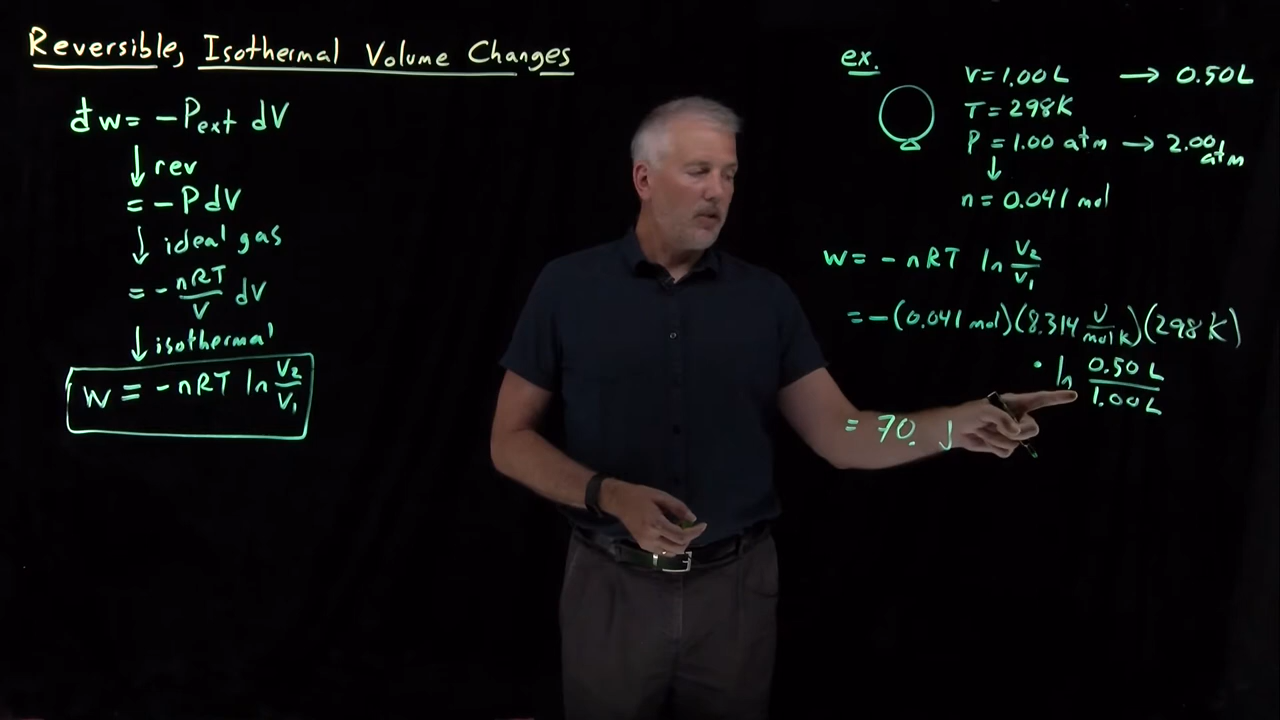 Reversible, Isothermal Volume Changes
đw = -P_ext dV
↓ rev
= -P dV
↓ ideal gas
= - nRT/V dV
↓ isothermal
w = -nRT ln V₂/V₁
ex.
V = 1.00 L → 0.50 L
T = 298 K
P = 1.00 atm → 2.00 atm
↓
n = 0.041 mol
w = -nRT ln V₂/V₁
= -(0.041 mol)(8.314 J/mol K)(298 K)
· ln 0.50 L/1.00 L
= 70. J